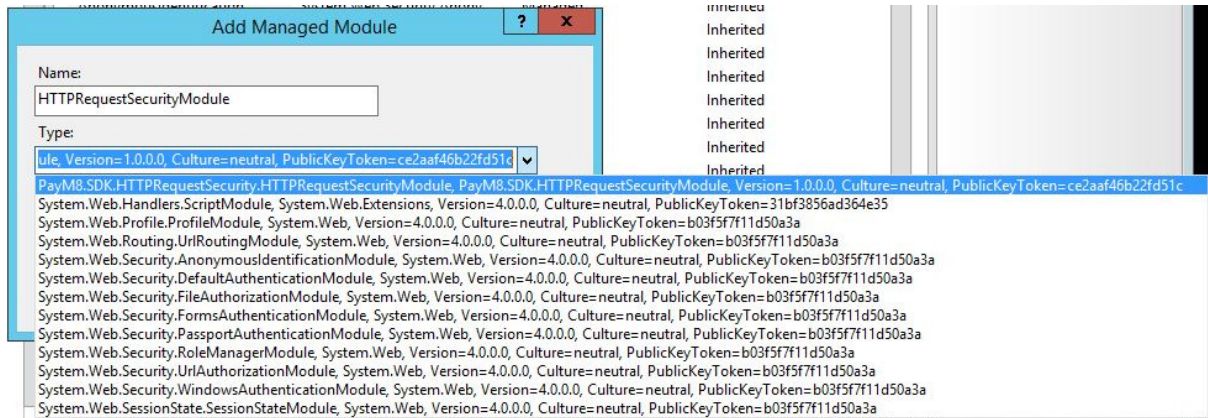 Add Managed Module
?
x
Inherited
Inherited
Inherited
Inherited
Inherited
Inherited
Inherited
Name:
HTTPRequestSecurityModule
Type:
ule, Version=1.0.0.0, Culture=neutral, PublicKeyToken=ce2aaf46b22fd51c
PayM8.SDK.HTTPRequestSecurity.HTTPRequestSecurityModule, PayM8.SDK.HTTPRequestSecurityModule, Version=1.0.0.0, Culture=neutral, PublicKeyToken=ce2aaf46b22fd51c
System.Web.Handlers.ScriptModule, System.Web.Extensions, Version=4.0.0.0, Culture=neutral, PublicKeyToken=31bf3856ad364e35
System.Web.Profile.ProfileModule, System.Web, Version=4.0.0.0, Culture=neutral, PublicKeyToken=b03f5f7f11d50a3a
System.Web.Routing.UrlRoutingModule, System.Web, Version=4.0.0.0, Culture=neutral, PublicKeyToken=b03f5f7f11d50a3a
System.Web.Security.AnonymousIdentificationModule, System.Web, Version=4.0.0.0, Culture=neutral, PublicKeyToken=b03f5f7f11d50a3a
System.Web.Security.DefaultAuthenticationModule, System.Web, Version=4.0.0.0, Culture=neutral, PublicKeyToken=b03f5f7f11d50a3a
System.Web.Security.FileAuthorizationModule, System.Web, Version=4.0.0.0, Culture=neutral, PublicKeyToken=b03f5f7f11d50a3a
System.Web.Security.FormsAuthenticationModule, System.Web, Version=4.0.0.0, Culture=neutral, PublicKeyToken=b03f5f7f11d50a3a
System.Web.Security.PassportAuthenticationModule, System.Web, Version=4.0.0.0, Culture=neutral, PublicKeyToken=b03f5f7f11d50a3a
System.Web.Security.RoleManagerModule, System.Web, Version=4.0.0.0, Culture=neutral, PublicKeyToken=b03f5f7f11d50a3a
System.Web.Security.UrlAuthorizationModule, System.Web, Version=4.0.0.0, Culture=neutral, PublicKeyToken=b03f5f7f11d50a3a
System.Web.Security.WindowsAuthenticationModule, System.Web, Version=4.0.0.0, Culture=neutral, PublicKeyToken=b03f5f7f11d50a3a
System.Web.SessionState.SessionStateModule, System.Web, Version=4.0.0.0, Culture=neutral, PublicKeyToken=b03f5f7f11d50a3a